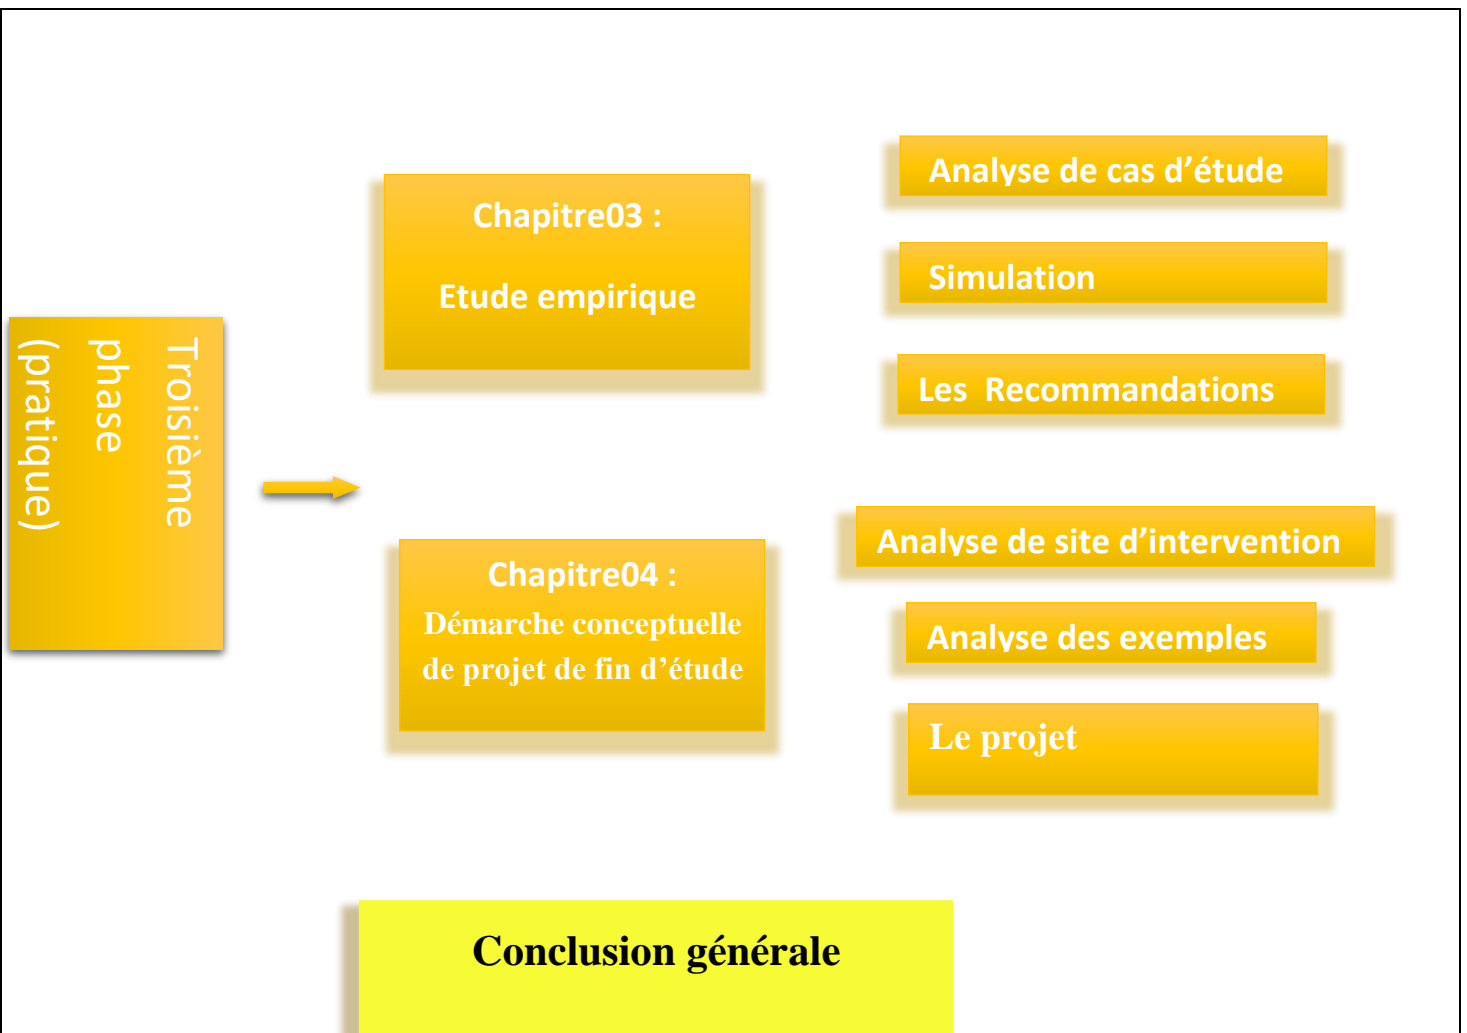 Troisième
phase
(pratique)
Chapitre03 :
Etude empirique
Analyse de cas d’étude
Simulation
Les  Recommandations
Chapitre04 :
Démarche conceptuelle
de projet de fin d’étude
Analyse de site d’intervention
Analyse des exemples
Le projet
Conclusion générale